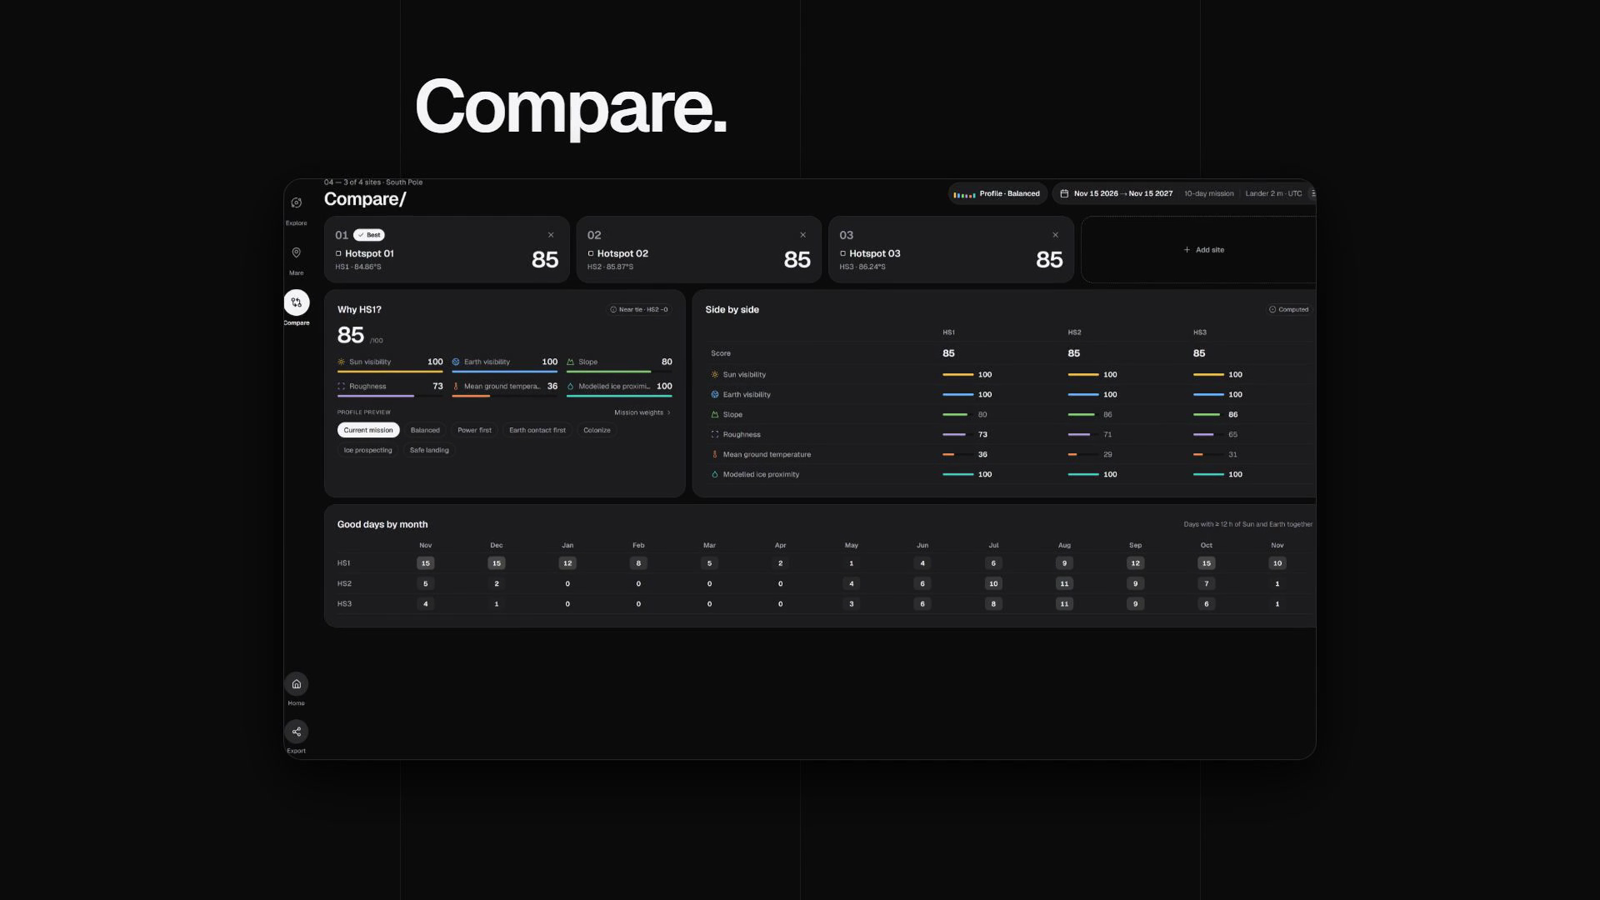 Compare.
04 — 3 of 4 sites · South Pole
Compare/
Profile · Balanced
Nov 15 2026 → Nov 15 2027 10-day mission Lander 2 m · UTC
Explore
More
Compare
Home
Export
01 Best
Hotspot 01
HS1 · 84.86°S
85
02
Hotspot 02
HS2 · 85.87°S
85
03
Hotspot 03
HS3 · 86.24°S
85
+ Add site
Why HS1?
Near tie · HS2 -0
85 /100
Sun visibility 100
Earth visibility 100
Slope 80
Roughness 73
Mean ground tempera... 36
Modelled ice proximi... 100
PROFILE PREVIEW
Mission weights
Current mission Balanced Power first Earth contact first Colonize
Ice prospecting Safe landing
Side by side
Computed
HS1 HS2 HS3
Score 85 85 85
Sun visibility 100 100 100
Earth visibility 100 100 100
Slope 80 86 86
Roughness 73 71 65
Mean ground temperature 36 29 31
Modelled ice proximity 100 100 100
Good days by month
Days with ≥ 12 h of Sun and Earth together
Nov Dec Jan Feb Mar Apr May Jun Jul Aug Sep Oct Nov
HS1 15 15 12 8 5 2 1 4 6 9 12 15 10
HS2 5 2 0 0 0 0 4 6 10 11 9 7 1
HS3 4 1 0 0 0 0 3 6 8 11 9 6 1